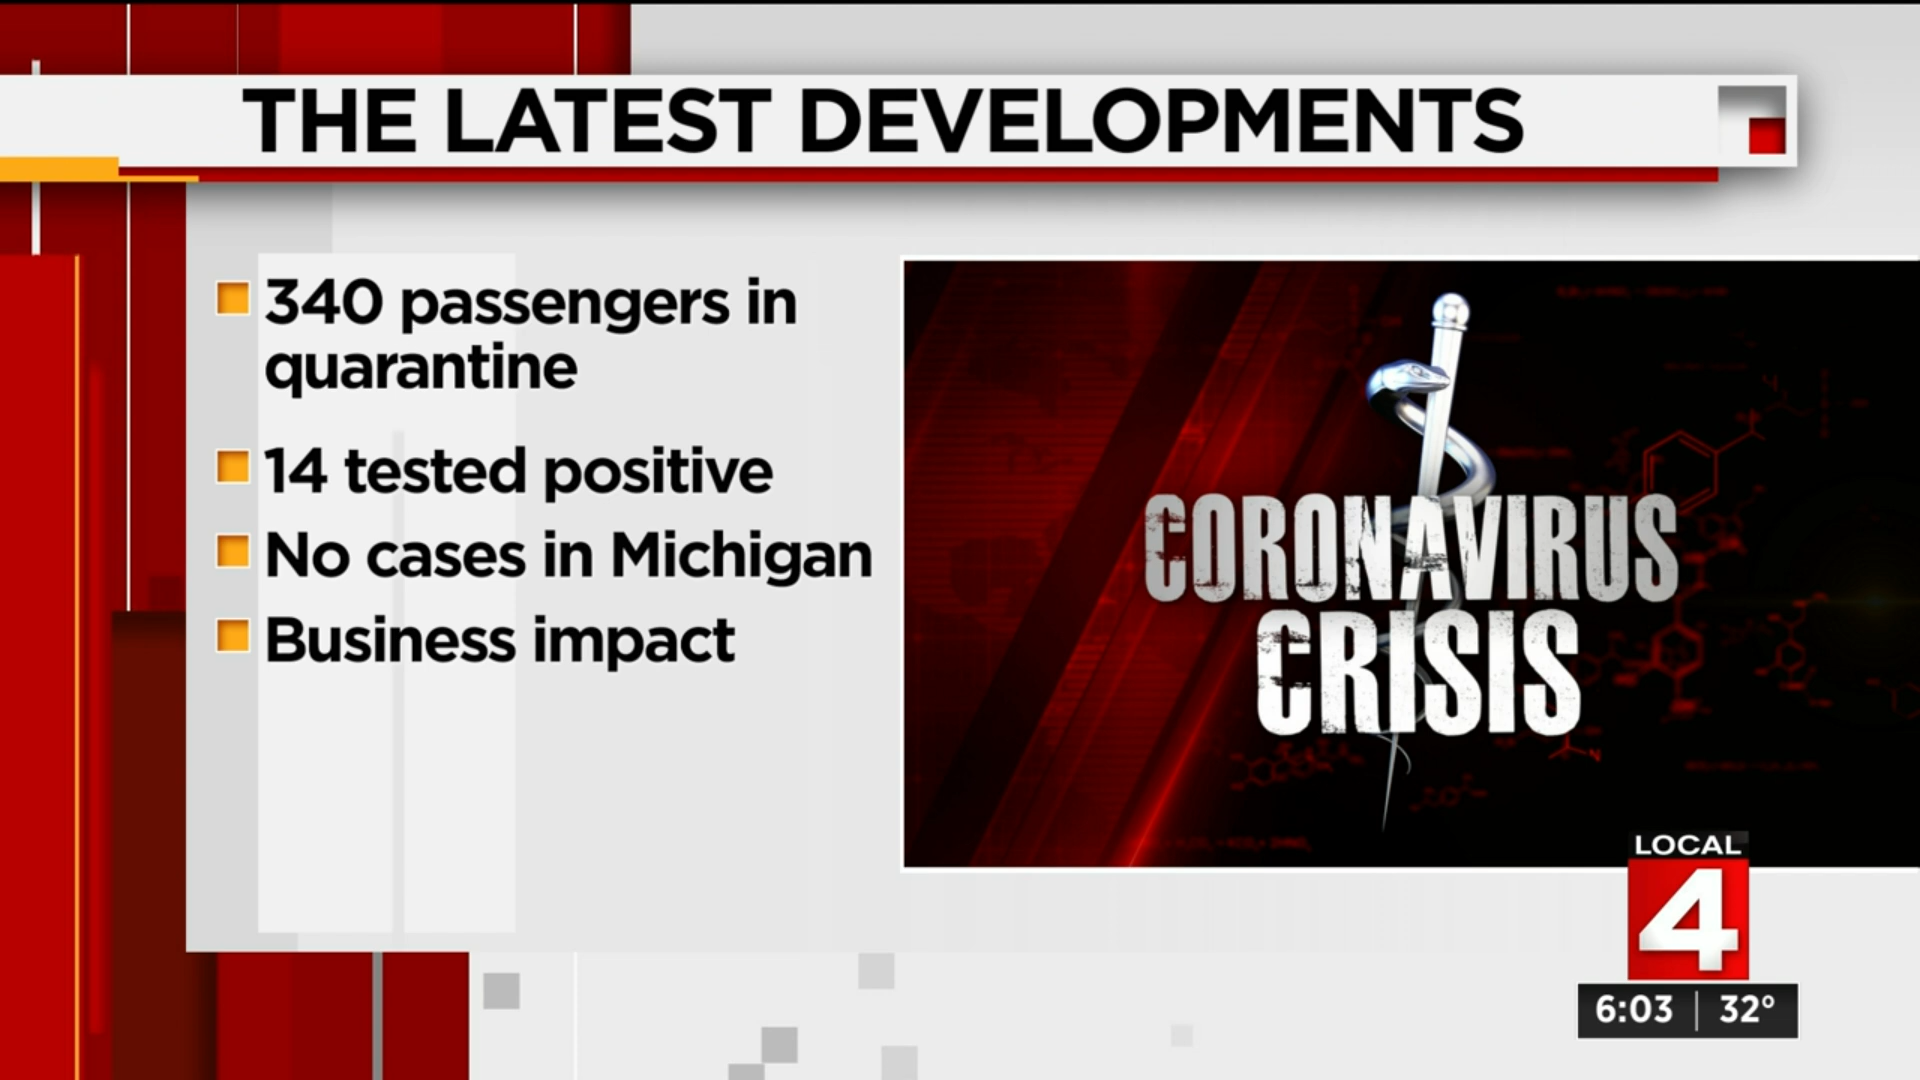 THE LATEST DEVELOPMENTS
340 passengers in
quarantine
14 tested positive
No cases in Michigan
Business impact
CORONAVIRUS
CRISIS
LOCAL
4
6:03 | 32°